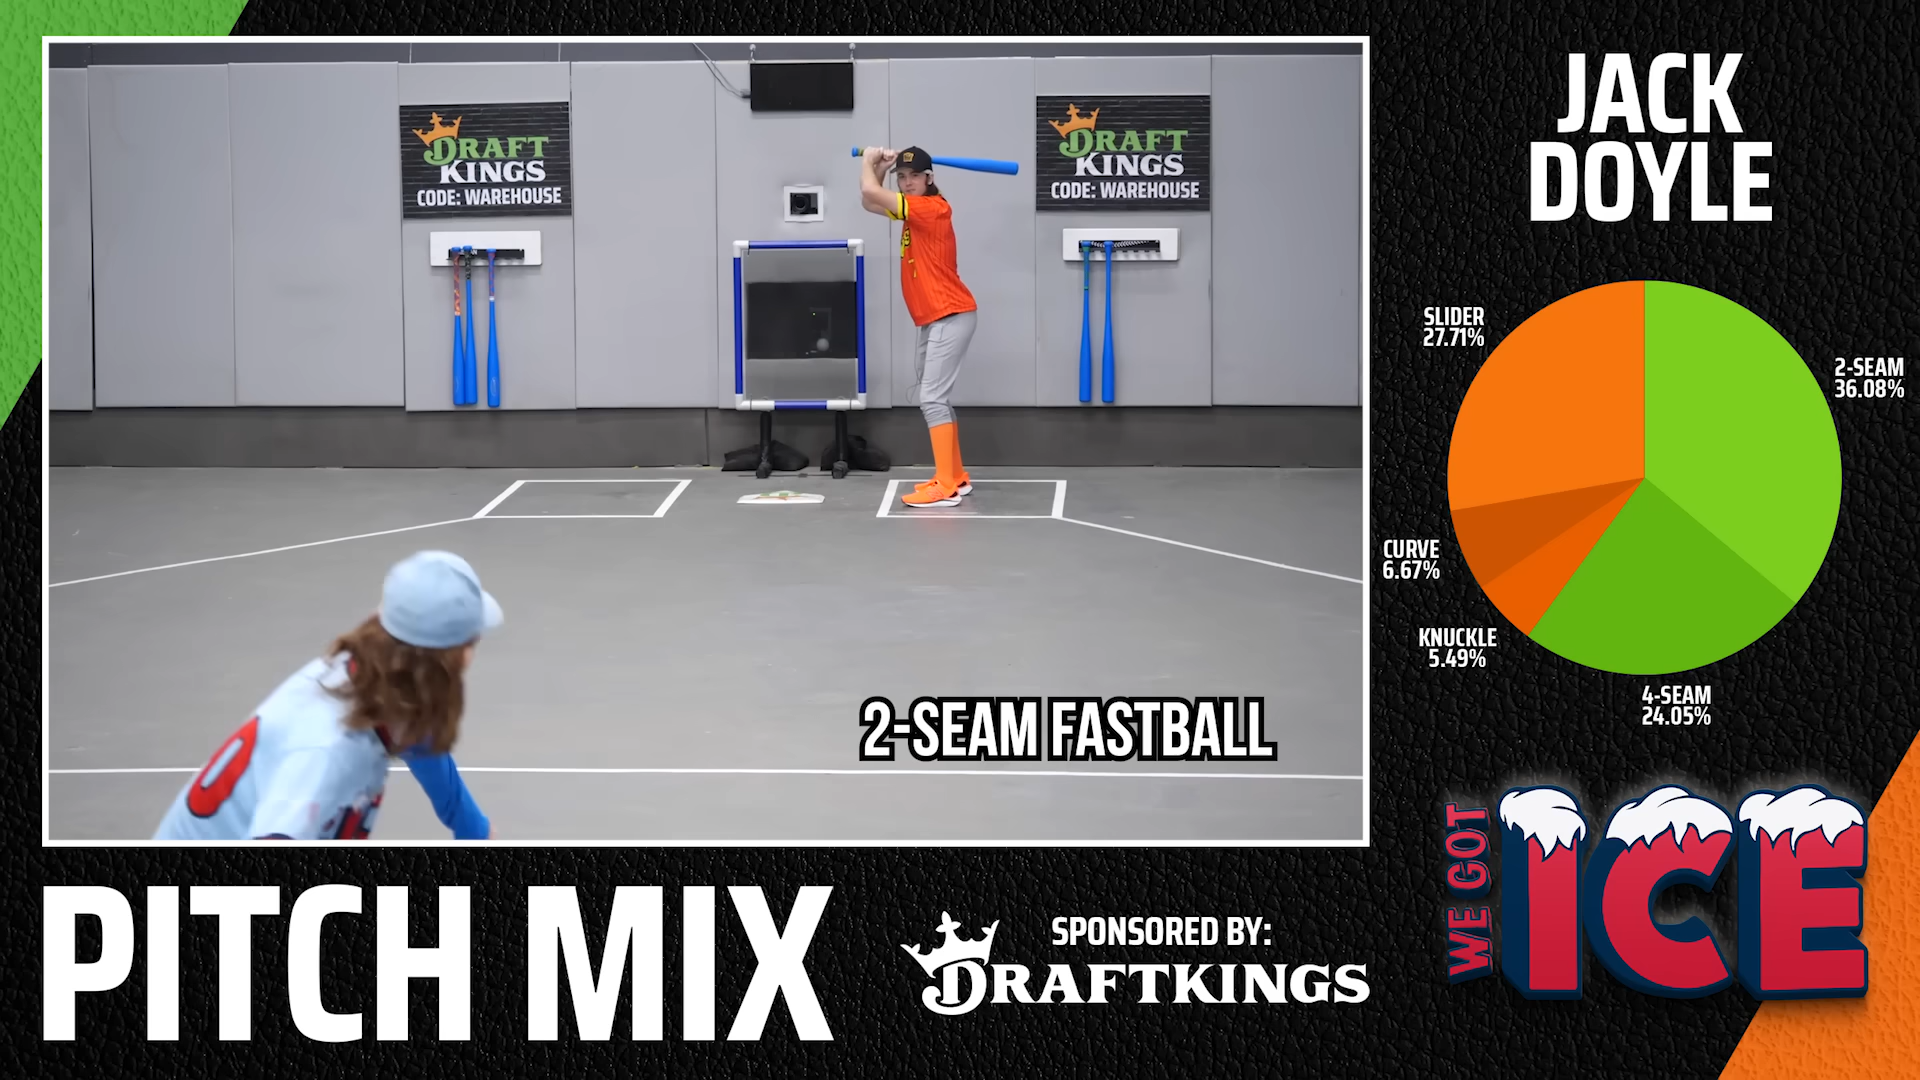 JACK
DOYLE
DRAFT
KINGS
CODE: WAREHOUSE
DRAFT
KINGS
CODE: WAREHOUSE
SLIDER
27.71%
2-SEAM
36.08%
CURVE
6.67%
KNUCKLE
5.49%
4-SEAM
24.05%
0
2-SEAM FASTBALL
WE GOT
ICE
PITCH MIX
SPONSORED BY:
DRAFTKINGS